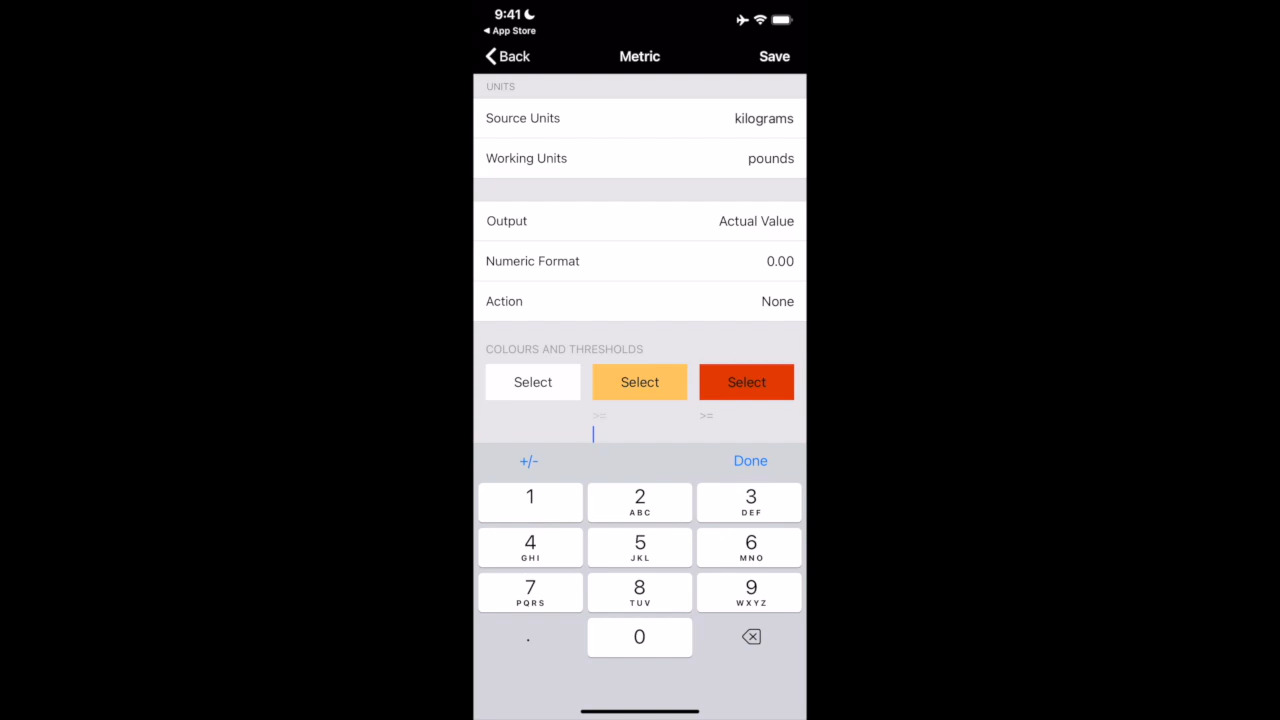 9:41
App Store
Back Metric Save
UNITS
Source Units kilograms
Working Units pounds
Output Actual Value
Numeric Format 0.00
Action None
COLOURS AND THRESHOLDS
Select Select Select
>= >=
+/- Done
1 2 3
ABC DEF
4 5 6
GHI JKL MNO
7 8 9
PQRS TUV WXYZ
. 0